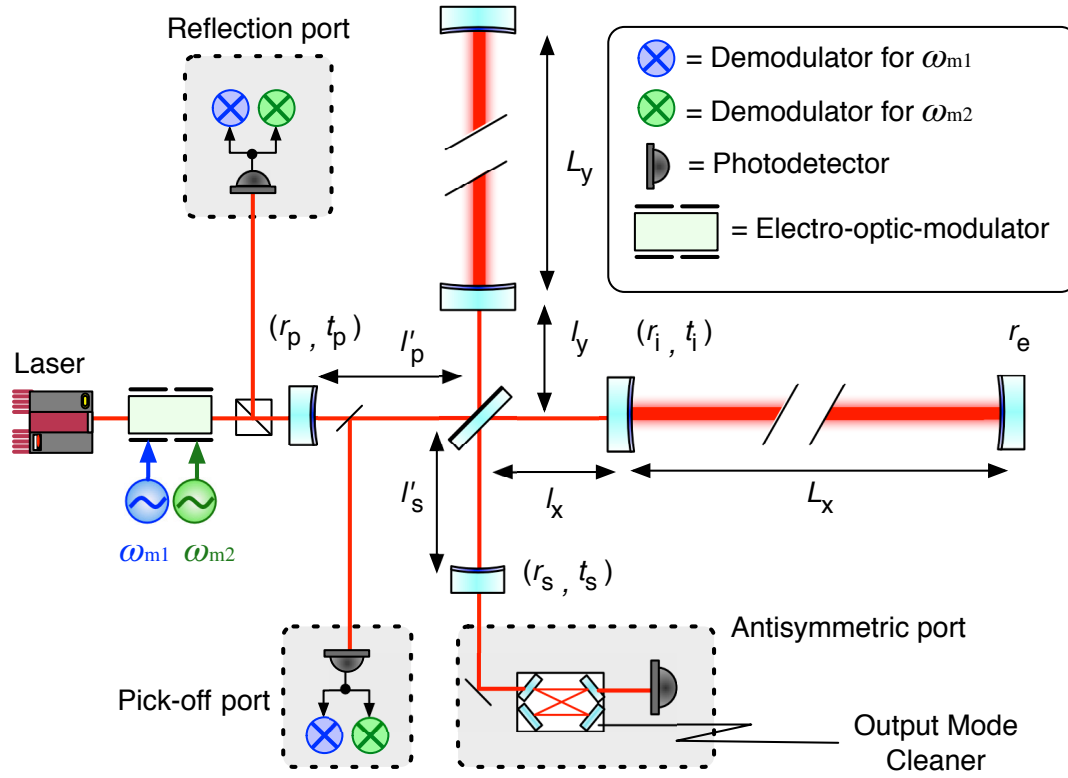 Reflection port
= Demodulator for ωm1
= Demodulator for ωm2
= Photodetector
= Electro-optic-modulator
Ly
(rp , tp)
l′p
ly
(ri , ti)
re
Laser
l′s
lx
Lx
ωm1 ωm2
(rs , ts)
Antisymmetric port
Pick-off port
Output Mode
Cleaner